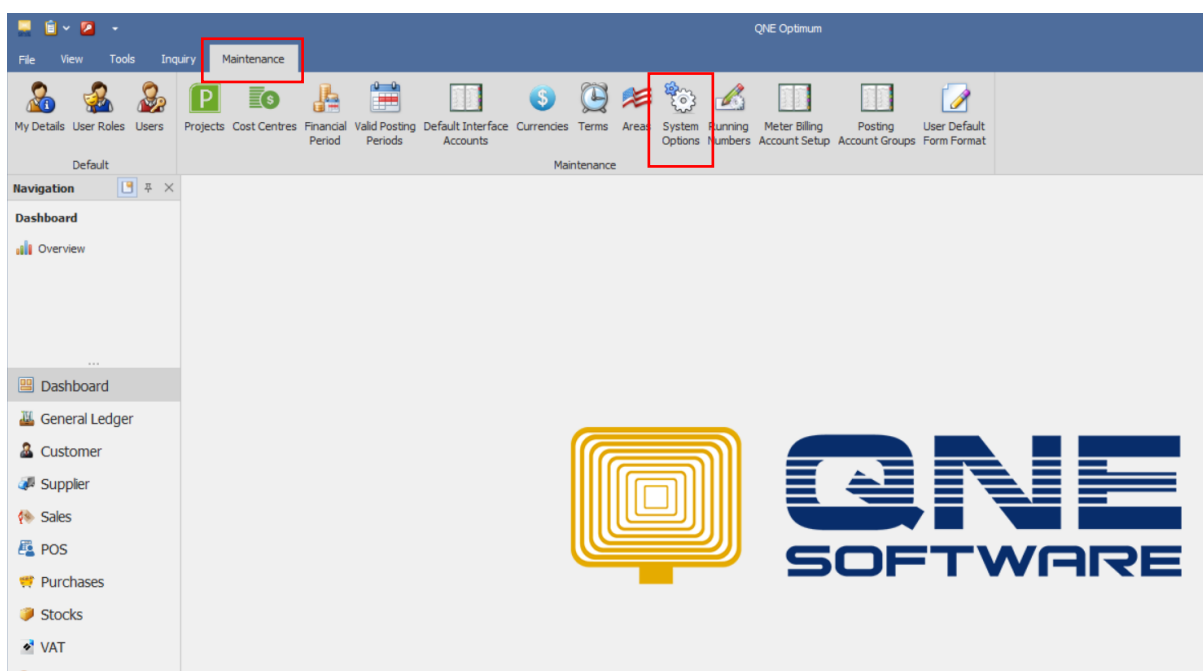 QNE Optimum
File View Tools Inquiry Maintenance
My Details User Roles Users Projects Cost Centres Financial Period Valid Posting Periods Default Interface Accounts Currencies Terms Areas System Options Running Numbers Meter Billing Account Setup Posting Account Groups User Default Form Format
Default Maintenance
Navigation
Dashboard
Overview
Dashboard
General Ledger
Customer
Supplier
Sales
POS
Purchases
Stocks
VAT
QNE
SOFTWARE